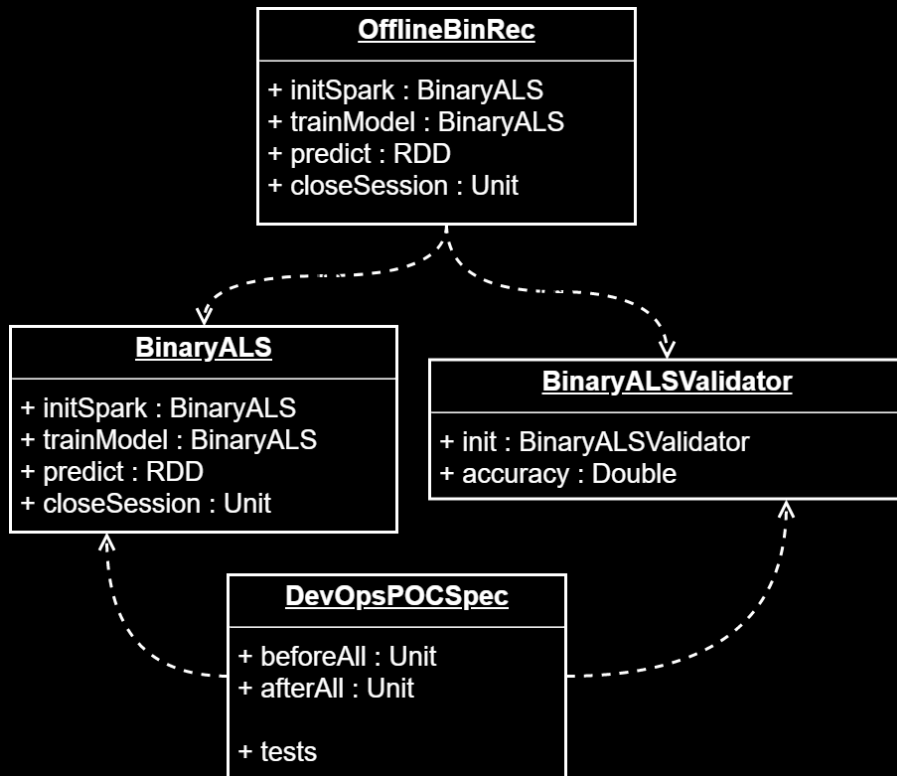 OfflineBinRec
+ initSpark : BinaryALS
+ trainModel : BinaryALS
+ predict : RDD
+ closeSession : Unit
BinaryALS
+ initSpark : BinaryALS
+ trainModel : BinaryALS
+ predict : RDD
+ closeSession : Unit
BinaryALSValidator
+ init : BinaryALSValidator
+ accuracy : Double
DevOpsPOCSpec
+ beforeAll : Unit
+ afterAll : Unit
+ tests